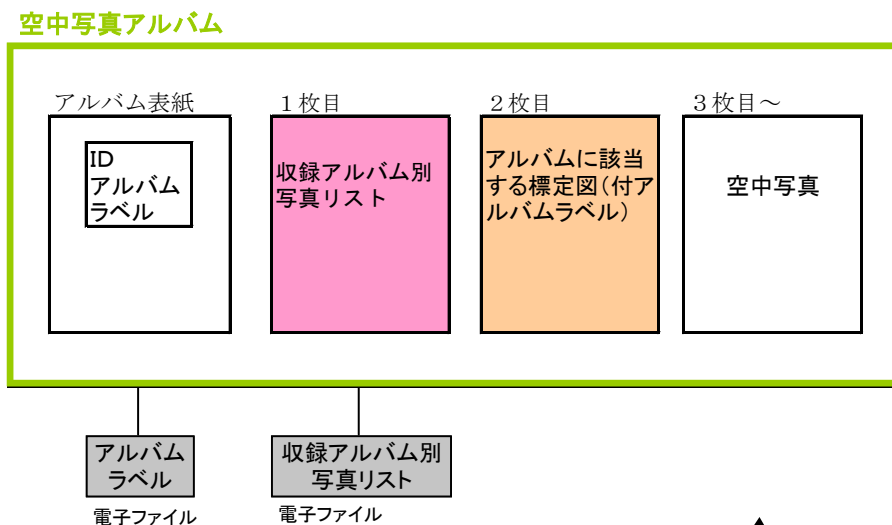 空中写真アルバム
アルバム表紙
１枚目
２枚目
３枚目～
ID
アルバム
ラベル
収録アルバム別
写真リスト
アルバムに該当
する標定図(付ア
ルバムラベル)
空中写真
アルバム
ラベル
電子ファイル
収録アルバム別
写真リスト
電子ファイル